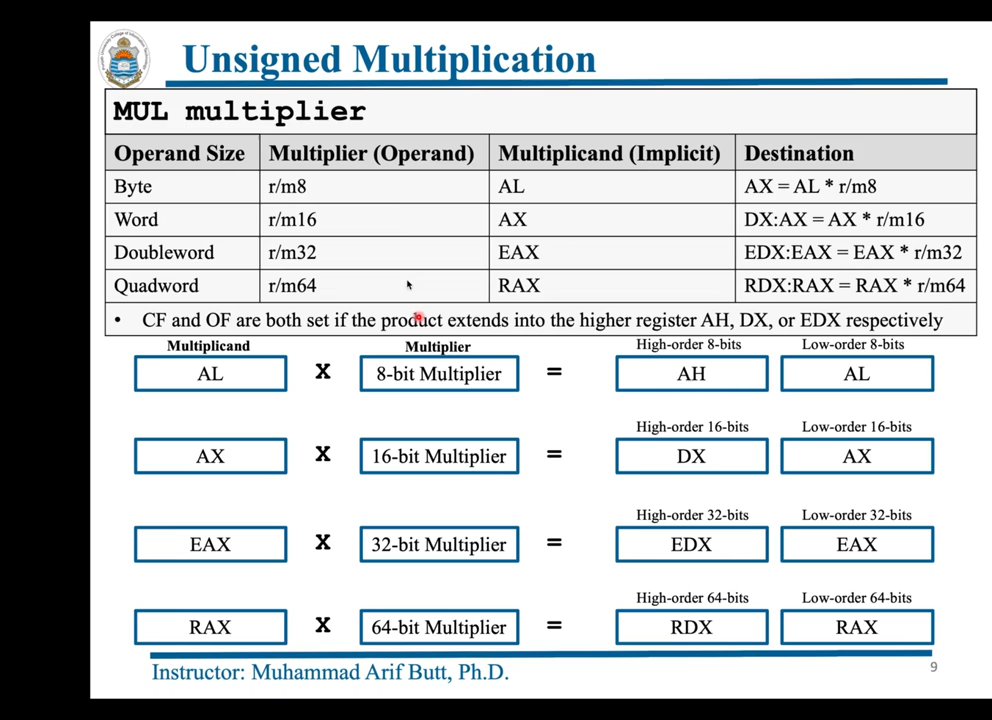 Unsigned Multiplication
MUL multiplier
Operand Size Multiplier (Operand) Multiplicand (Implicit) Destination
Byte r/m8 AL AX = AL * r/m8
Word r/m16 AX DX:AX = AX * r/m16
Doubleword r/m32 EAX EDX:EAX = EAX * r/m32
Quadword r/m64 RAX RDX:RAX = RAX * r/m64
• CF and OF are both set if the product extends into the higher register AH, DX, or EDX respectively
Multiplicand Multiplier High-order 8-bits Low-order 8-bits
AL X 8-bit Multiplier = AH AL
High-order 16-bits Low-order 16-bits
AX X 16-bit Multiplier = DX AX
High-order 32-bits Low-order 32-bits
EAX X 32-bit Multiplier = EDX EAX
High-order 64-bits Low-order 64-bits
RAX X 64-bit Multiplier = RDX RAX
Instructor: Muhammad Arif Butt, Ph.D. 9